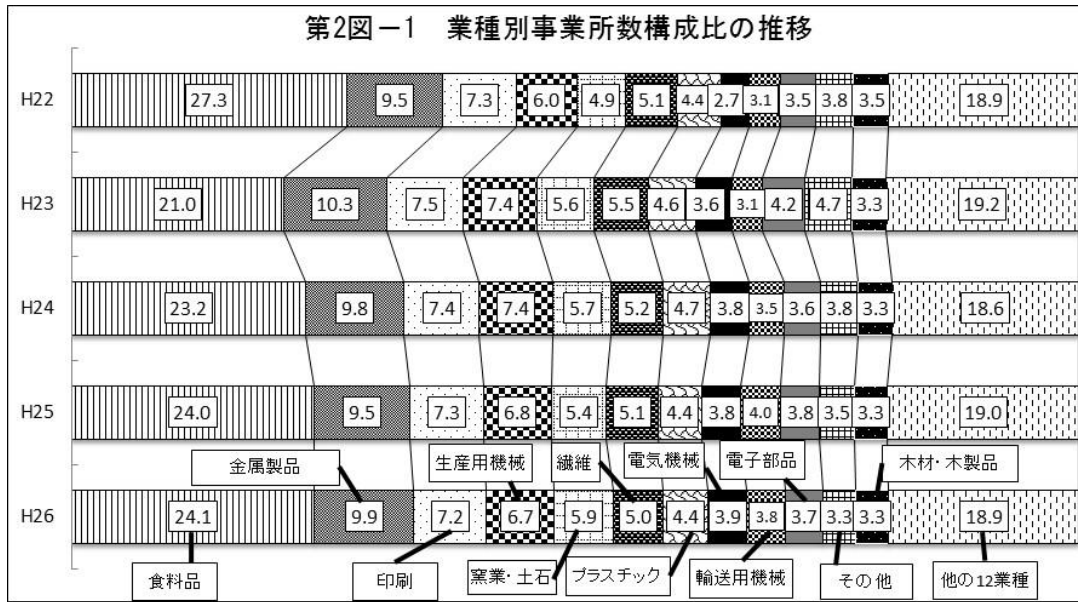 第2図－1　業種別事業所数構成比の推移
H22 27.3 9.5 7.3 6.0 4.9 5.1 4.4 2.7 3.1 3.5 3.8 3.5 18.9
H23 21.0 10.3 7.5 7.4 5.6 5.5 4.6 3.6 3.1 4.2 4.7 3.3 19.2
H24 23.2 9.8 7.4 7.4 5.7 5.2 4.7 3.8 3.5 3.6 3.8 3.3 18.6
H25 24.0 9.5 7.3 6.8 5.4 5.1 4.4 3.8 4.0 3.8 3.5 3.3 19.0
金属製品 生産用機械 繊維 電気機械 電子部品 木材・木製品
H26 24.1 9.9 7.2 6.7 5.9 5.0 4.4 3.9 3.8 3.7 3.3 3.3 18.9
食料品 印刷 窯業・土石 プラスチック 輸送用機械 その他 他の12業種